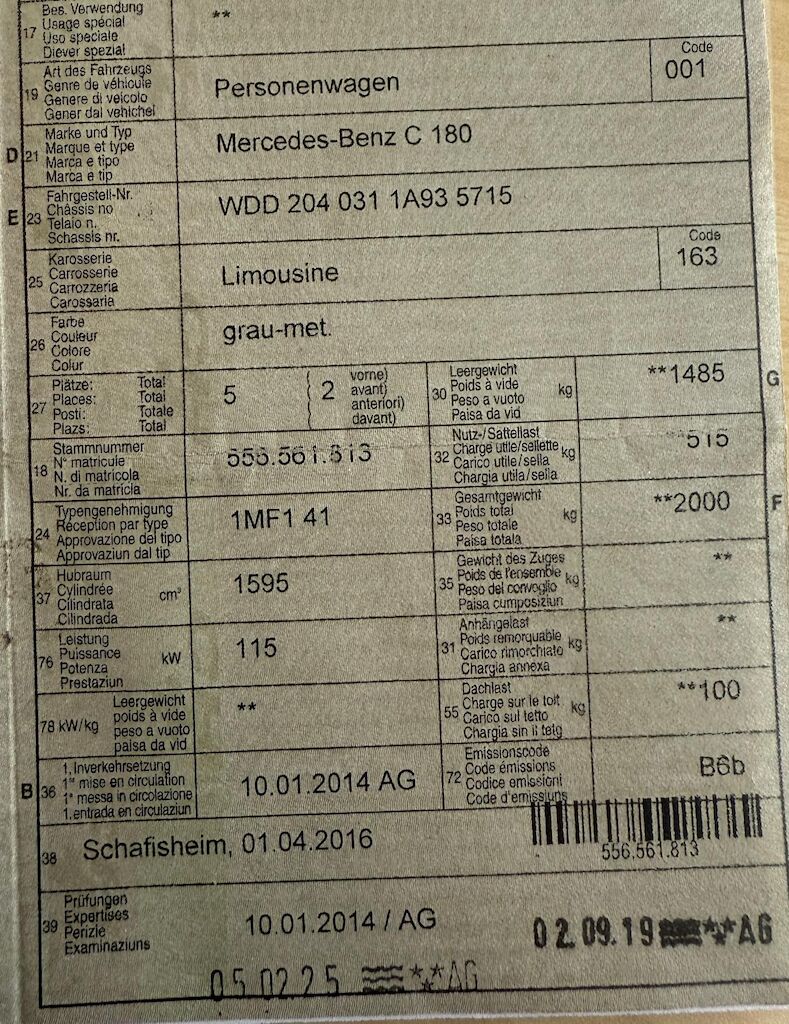 17 Bes. Verwendung
Usage spécial
Uso speciale
Diever spezial
**
19 Art des Fahrzeugs
Genre de véhicule
Genere di veicolo
Gener dal vehichel
Personenwagen
Code
001
D 21 Marke und Typ
Marque et type
Marca e tipo
Marca e tip
Mercedes-Benz C 180
E 23 Fahrgestell-Nr.
Châssis no
Telaio n.
Schassis nr.
WDD 204 031 1A93 5715
25 Karosserie
Carrosserie
Carrozzeria
Carossaria
Limousine
Code
163
26 Farbe
Couleur
Colore
Colur
grau-met.
27 Plätze: Total
Places: Total
Posti: Totale
Plazs: Total
5
2
vorne)
avant)
anteriori)
davant)
30 Leergewicht
Poids à vide
Peso a vuoto
Paisa da vid
kg
**1485
G
18 Stammnummer
N° matricule
N. di matricola
Nr. da matricla
556.561.813
32 Nutz-/Sattellast
Charge utile/sellette
Carico utile/sella
Chargia utila/sella
kg
**515
24 Typengenehmigung
Réception par type
Approvazione del tipo
Approvaziun dal tip
1MF1 41
33 Gesamtgewicht
Poids total
Peso totale
Paisa totala
kg
**2000
F
37 Hubraum
Cylindrée
Cilindrata
Cilindrada
cm³
1595
35 Gewicht des Zuges
Poids de l'ensemble
Peso del convoglio
Paisa cumposiziun
kg
**
76 Leistung
Puissance
Potenza
Prestaziun
kW
115
31 Anhängelast
Poids remorquable
Carico rimorchiato
Chargia annexa
kg
**
78 kW/kg
Leergewicht
poids à vide
peso a vuoto
paisa da vid
**
55 Dachlast
Charge sur le toit
Carico sul tetto
Chargia sin il tetg
kg
**100
B 36 1. Inverkehrsetzung
1re mise en circulation
1a messa in circolazione
1. entrada en circulaziun
10.01.2014 AG
72 Emissionscode
Code émissions
Codice emissioni
Code d'emissiuns
B6b
38 Schafisheim, 01.04.2016
556.561.813
39 Prüfungen
Expertises
Perizie
Examinaziuns
10.01.2014 / AG
02.09.19 **AG
05.02.25 **AG